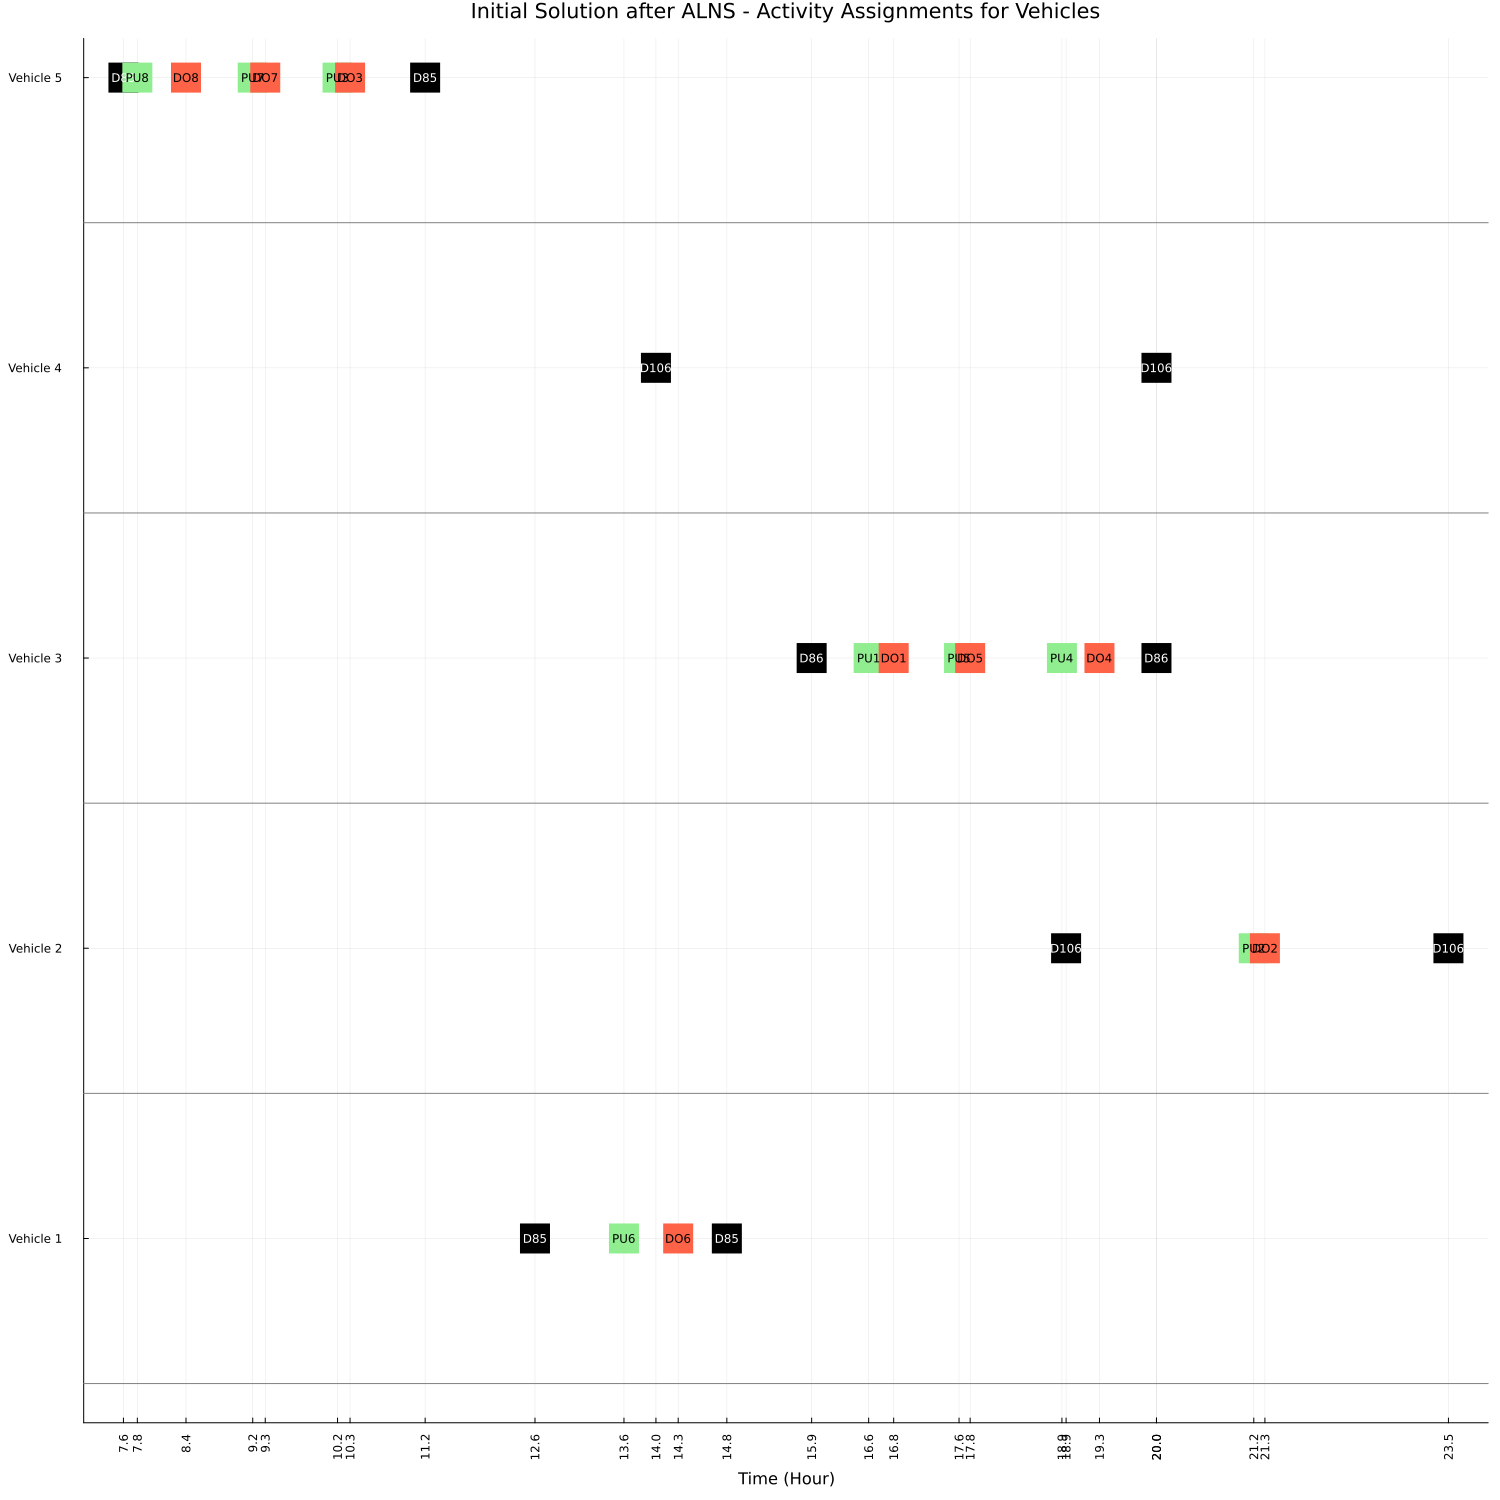 Initial Solution after ALNS - Activity Assignments for Vehicles
Vehicle 5
PU8 DO8 DO7 DO3 D85
Vehicle 4
D106 D106
Vehicle 3
D86 PU1 DO1 DO5 PU4 DO4 D86
Vehicle 2
D106 DO2 D106
Vehicle 1
D85 PU6 DO6 D85
7.6 7.8 8.4 9.2 9.3 10.2 10.3 11.2 12.6 13.6 14.0 14.3 14.8 15.9 16.6 16.8 17.6 17.8 18.9 19.3 20.0 21.2 21.3 23.5
Time (Hour)